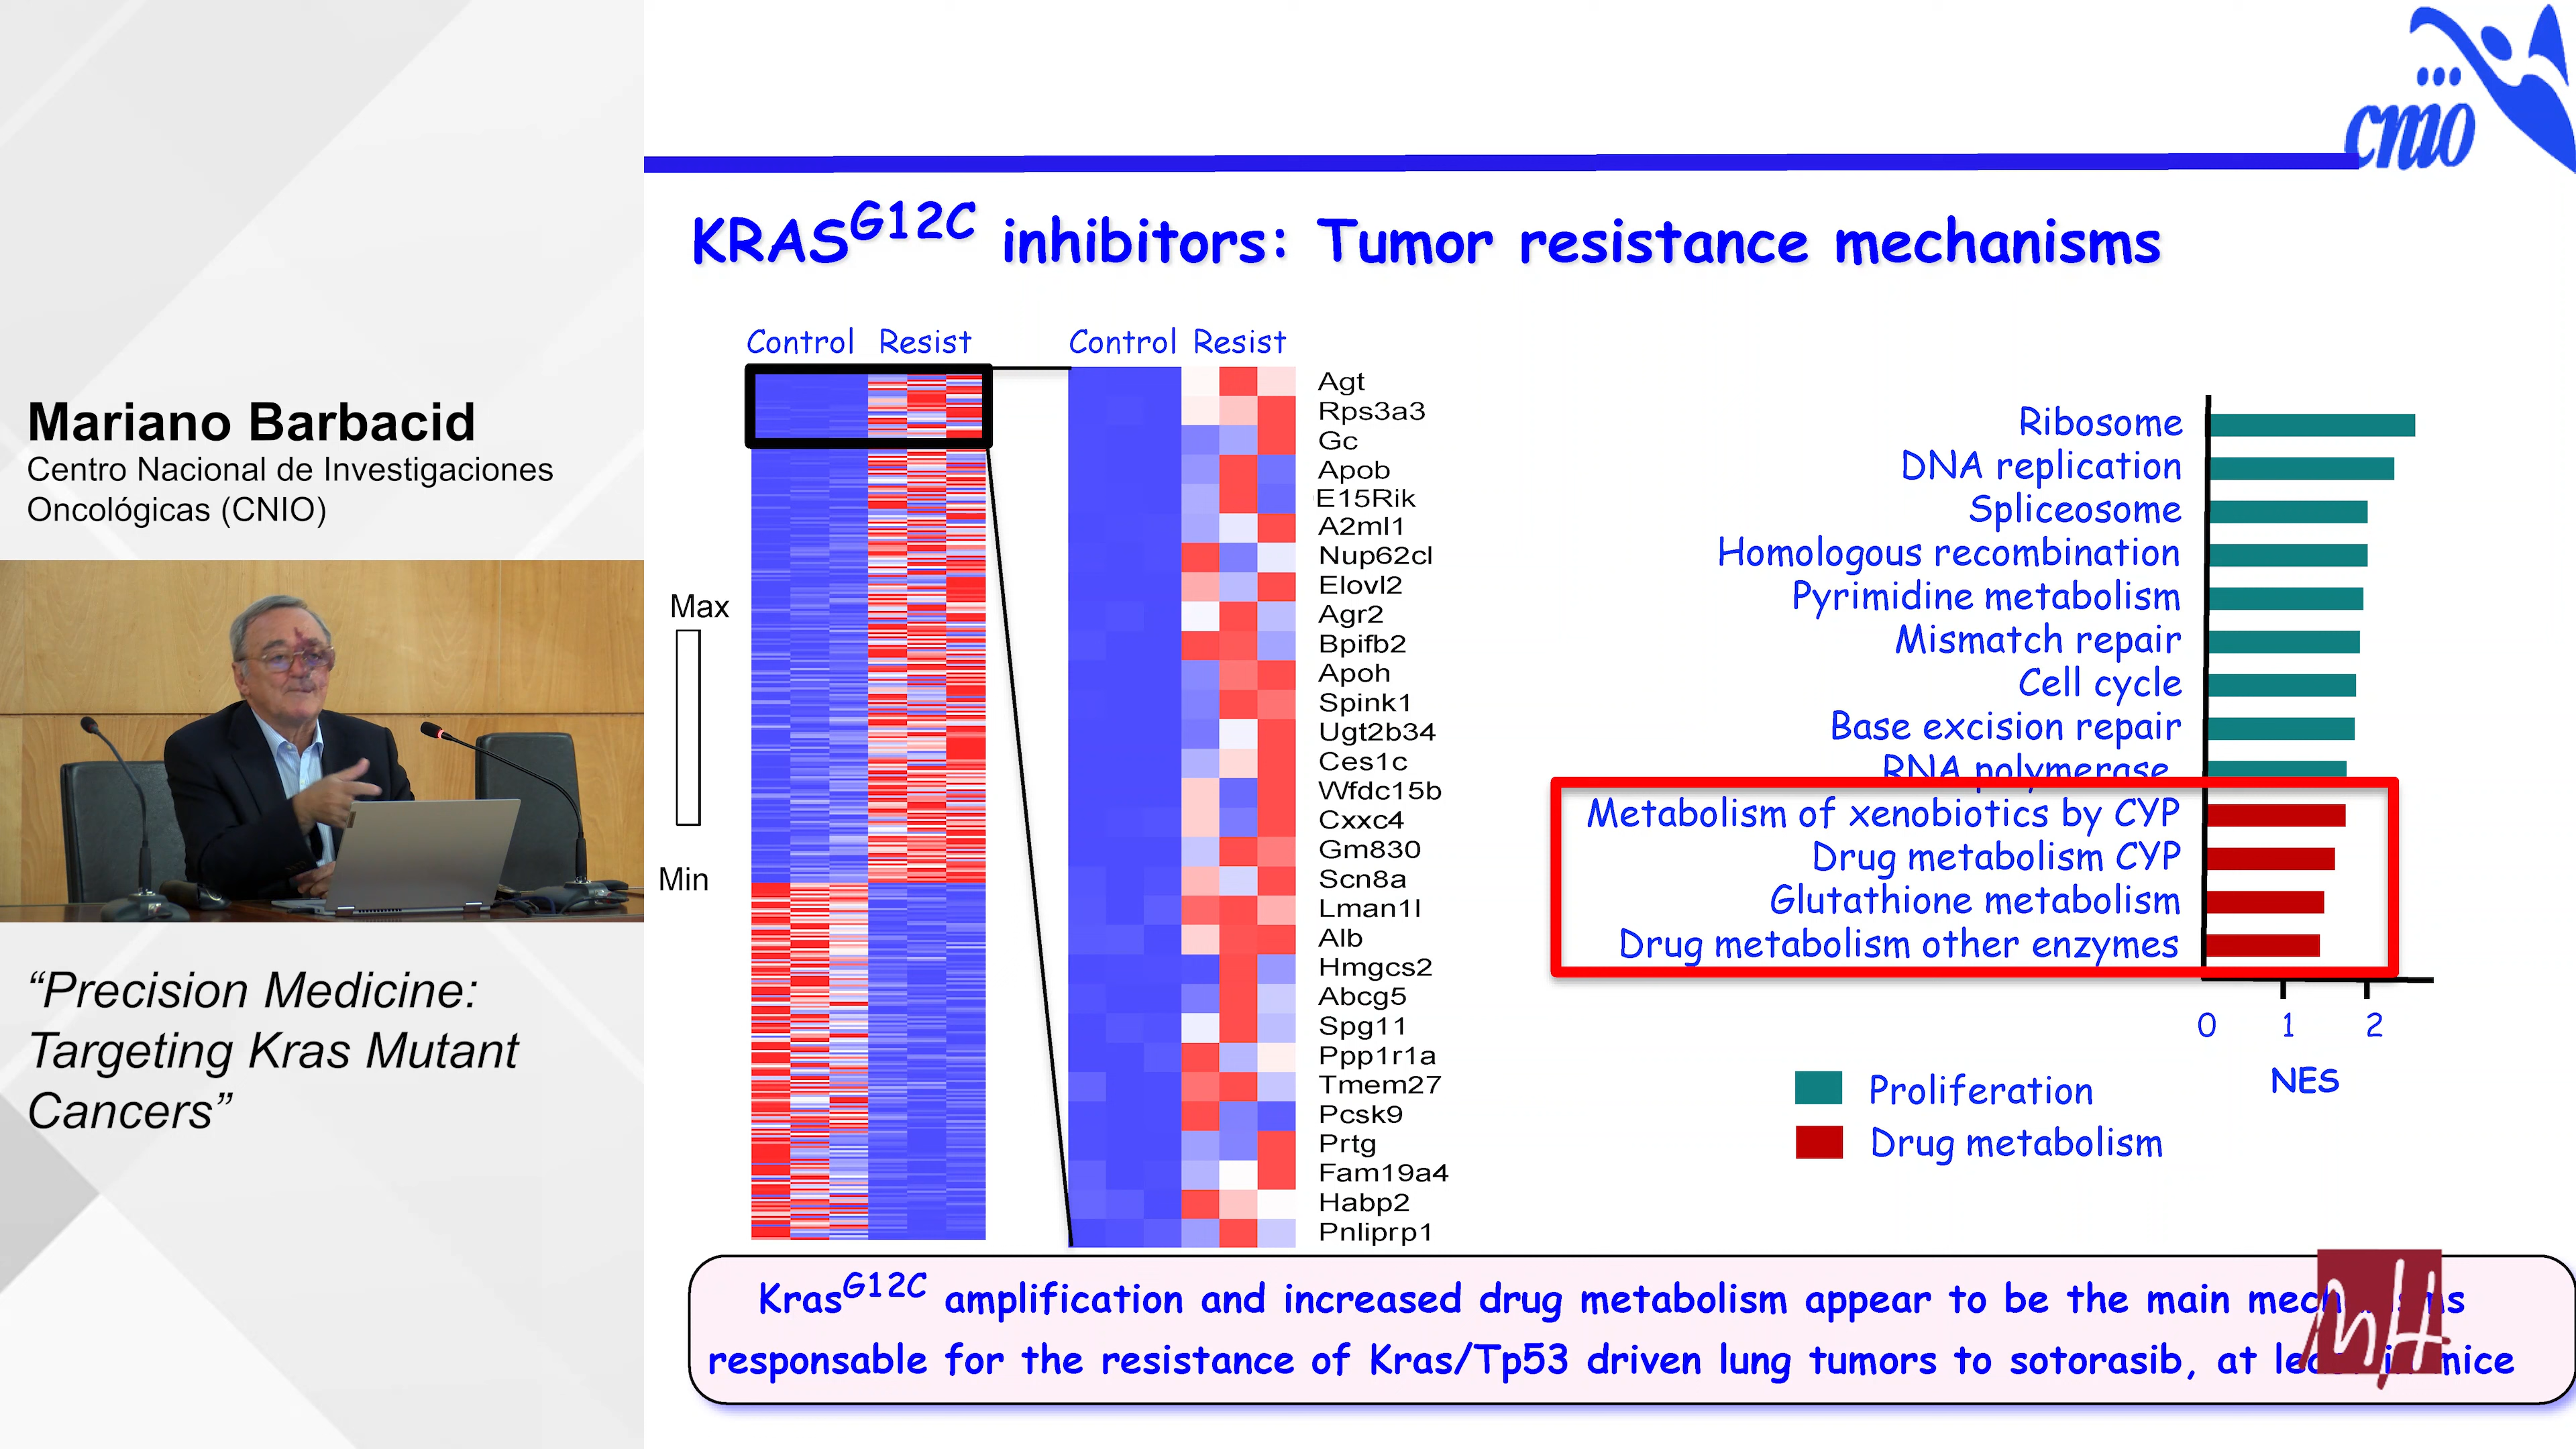 Mariano Barbacid
Centro Nacional de Investigaciones
Oncológicas (CNIO)
“Precision Medicine:
Targeting Kras Mutant
Cancers”
cnio
KRASG12C inhibitors: Tumor resistance mechanisms
Control Resist
Control Resist
Max
Min
Agt
Rps3a3
Gc
Apob
E15Rik
A2ml1
Nup62cl
Elovl2
Agr2
Bpifb2
Apoh
Spink1
Ugt2b34
Ces1c
Wfdc15b
Cxxc4
Gm830
Scn8a
Lman1l
Alb
Hmgcs2
Abcg5
Spg11
Ppp1r1a
Tmem27
Pcsk9
Prtg
Fam19a4
Habp2
Pnliprp1
Ribosome
DNA replication
Spliceosome
Homologous recombination
Pyrimidine metabolism
Mismatch repair
Cell cycle
Base excision repair
RNA polymerase
Metabolism of xenobiotics by CYP
Drug metabolism CYP
Glutathione metabolism
Drug metabolism other enzymes
0 1 2
NES
Proliferation
Drug metabolism
KrasG12C amplification and increased drug metabolism appear to be the main
responsable for the resistance of Kras/Tp53 driven lung tumors to sotorasib, at mice